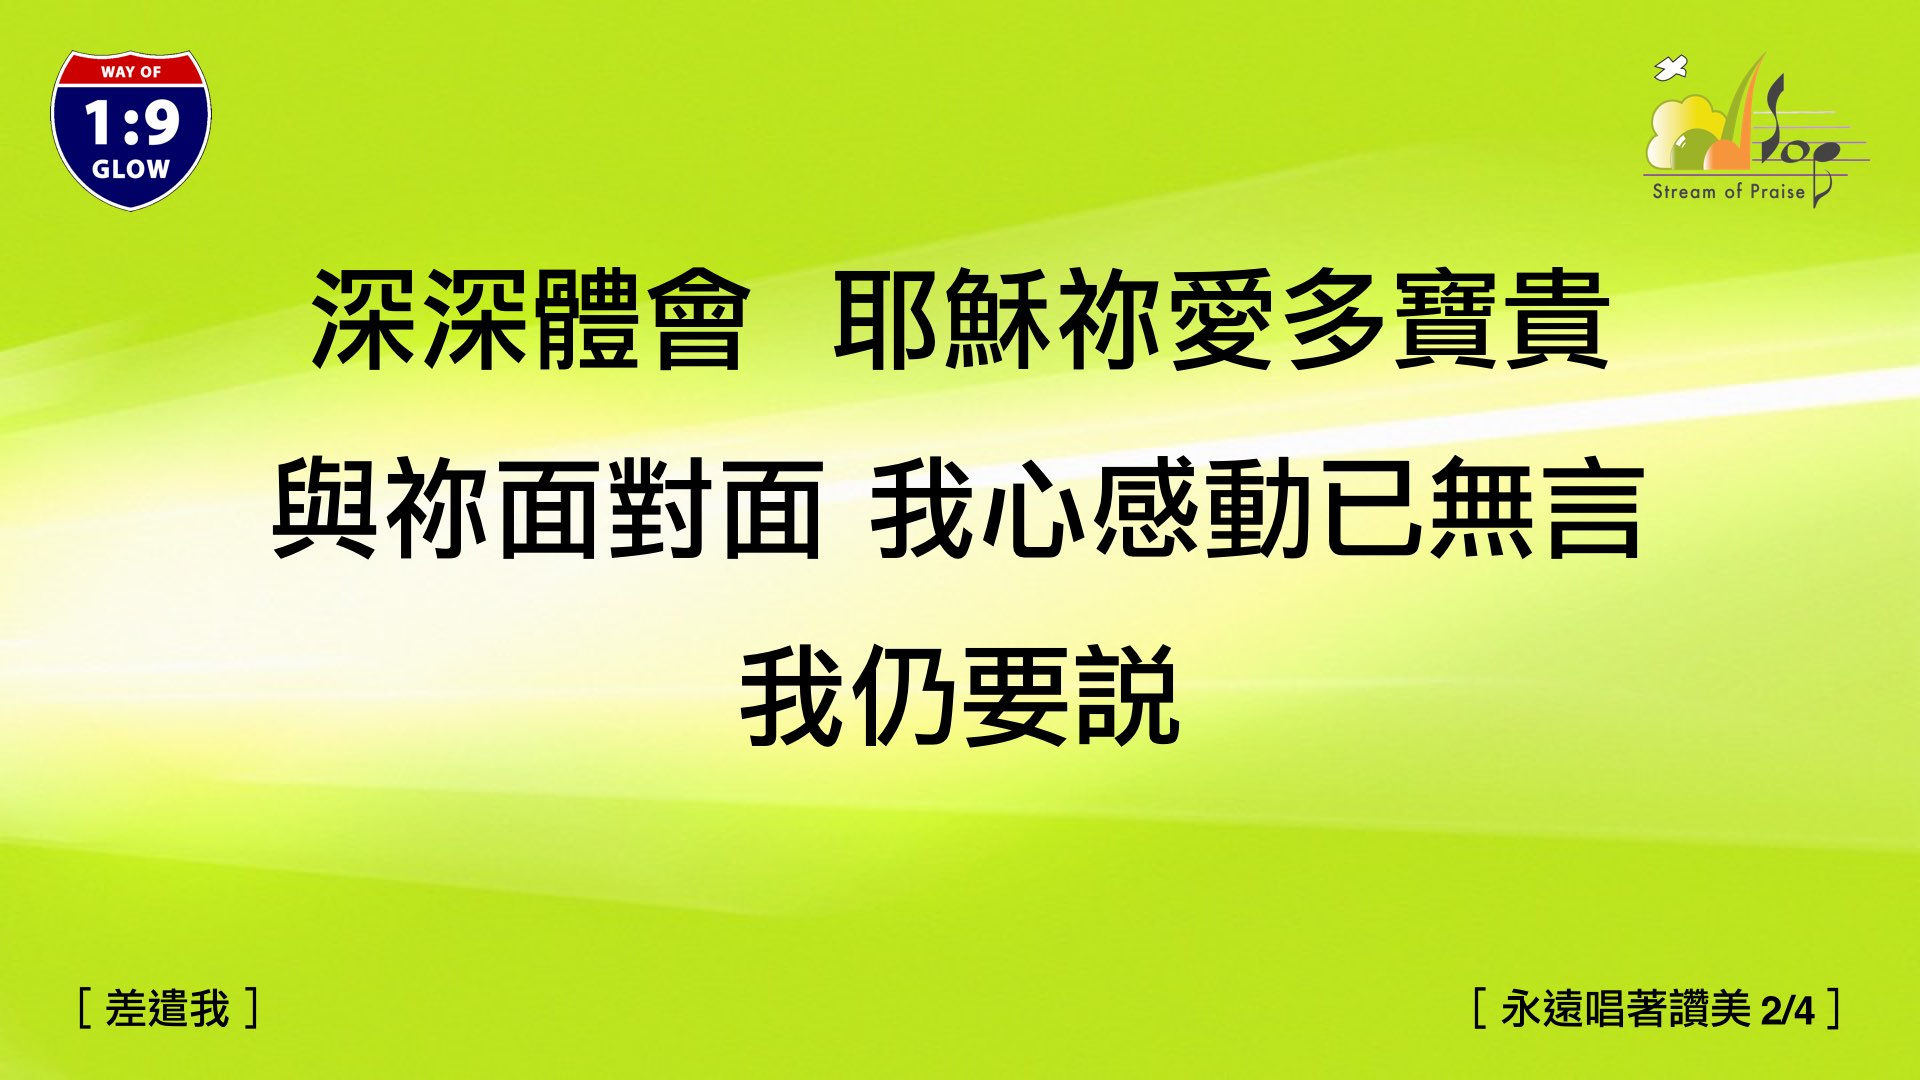 WAY OF
1:9
GLOW
Sop
Stream of Praise
深深體會 耶穌祢愛多寶貴
與祢面對面 我心感動已無言
我仍要説
[ 差遣我 ]
[ 永遠唱著讚美 2/4 ]